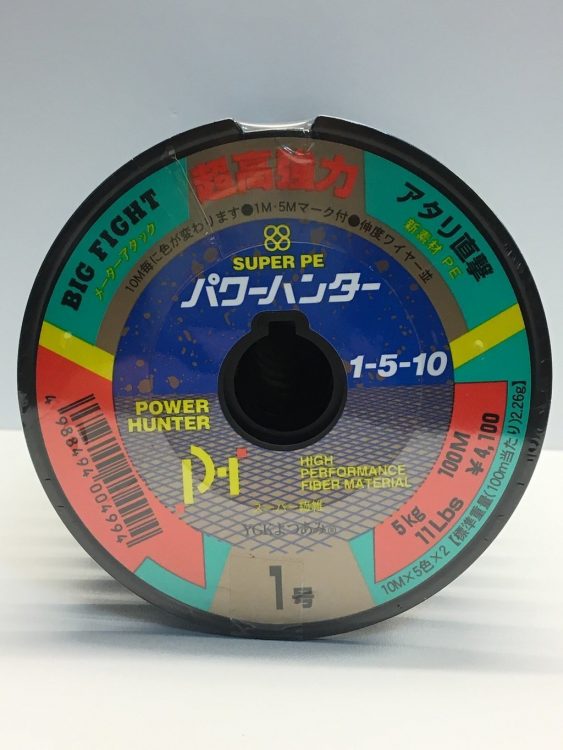 超高強力
10M毎に色が変わります●1M・5Mマーク付●伸度ワイヤー並
BIG FIGHT
メーターアタック
アタリ直撃
新素材 PE
SUPER PE
パワーハンター
1-5-10
POWER
HUNTER
PH
HIGH
PERFORMANCE
FIBER MATERIAL
スーパー繊維
YGKよつあみ®
4988494004994
100M
¥4,100
5kg
11Lbs
10M×5色×2【標準重量(100m当たり)2.26g】
1号